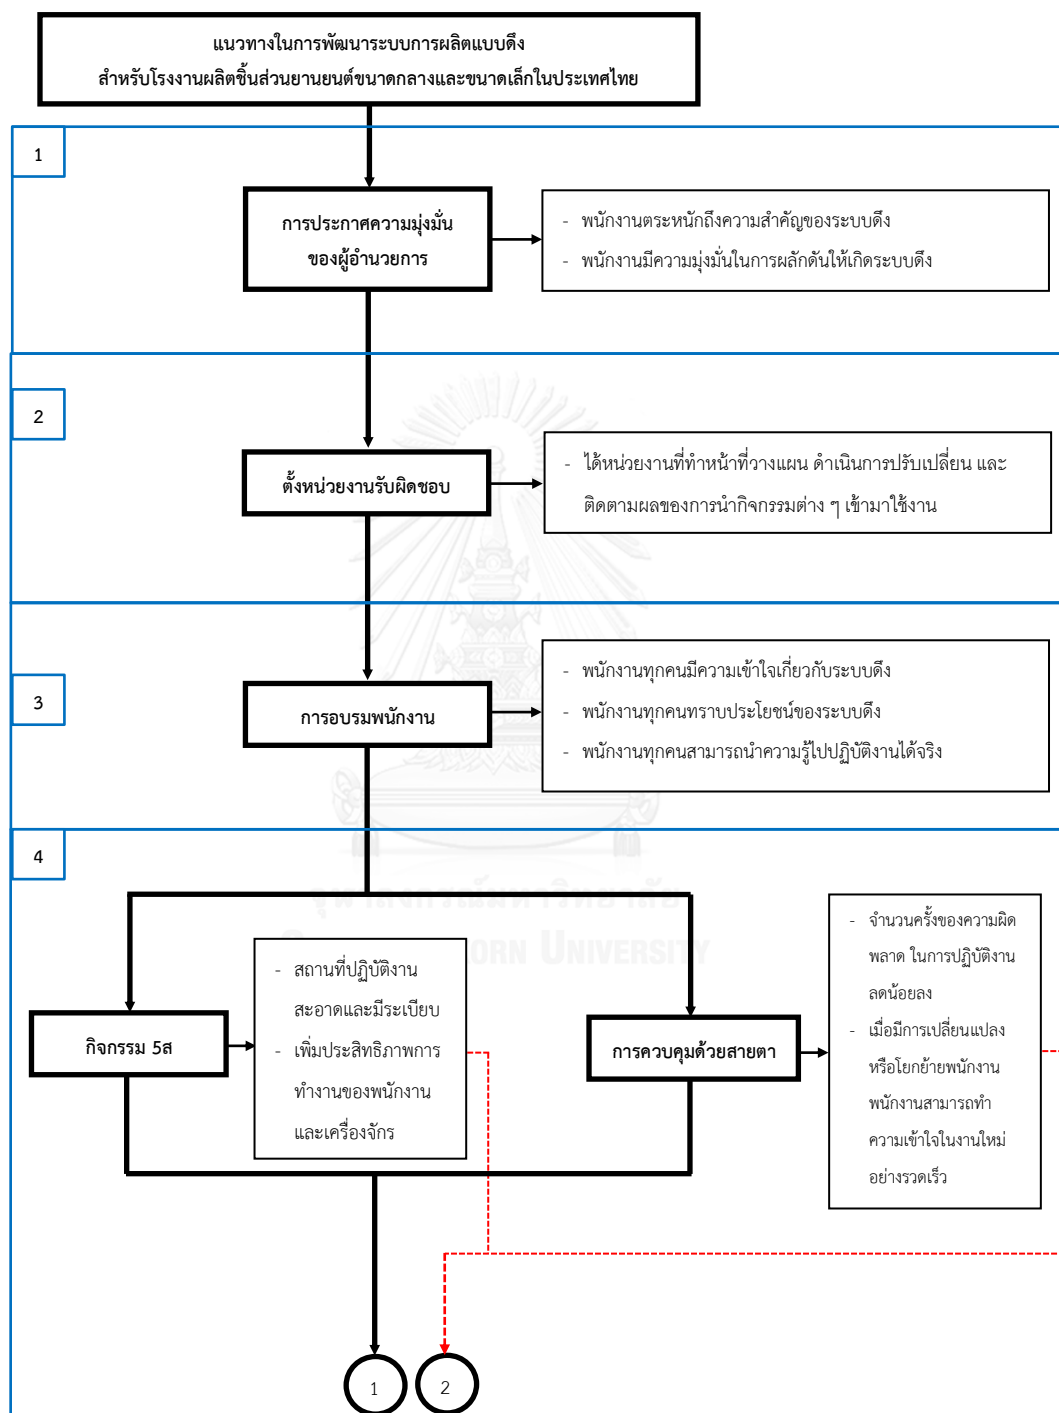 แนวทางในการพัฒนาระบบการผลิตแบบดึง
สำหรับโรงงานผลิตชิ้นส่วนยานยนต์ขนาดกลางและขนาดเล็กในประเทศไทย
1
การประกาศความมุ่งมั่น
ของผู้อำนวยการ
- พนักงานตระหนักถึงความสำคัญของระบบดึง
- พนักงานมีความมุ่งมั่นในการผลักดันให้เกิดระบบดึง
2
ตั้งหน่วยงานรับผิดชอบ
- ได้หน่วยงานที่ทำหน้าที่วางแผน ดำเนินการปรับเปลี่ยน และ
ติดตามผลของการนำกิจกรรมต่าง ๆ เข้ามาใช้งาน
3
การอบรมพนักงาน
- พนักงานทุกคนมีความเข้าใจเกี่ยวกับระบบดึง
- พนักงานทุกคนทราบประโยชน์ของระบบดึง
- พนักงานทุกคนสามารถนำความรู้ไปปฏิบัติงานได้จริง
4
จุฬาลงกรณ์มหาวิทยาลัย
ORN UNIVERSITY
กิจกรรม 5ส
- สถานที่ปฏิบัติงาน
สะอาดและมีระเบียบ
- เพิ่มประสิทธิภาพการ
ทำงานของพนักงาน
และเครื่องจักร
การควบคุมด้วยสายตา
- จำนวนครั้งของความผิด
พลาด ในการปฏิบัติงาน
ลดน้อยลง
- เมื่อมีการเปลี่ยนแปลง
หรือโยกย้ายพนักงาน
พนักงานสามารถทำ
ความเข้าใจในงานใหม่
อย่างรวดเร็ว
1
2